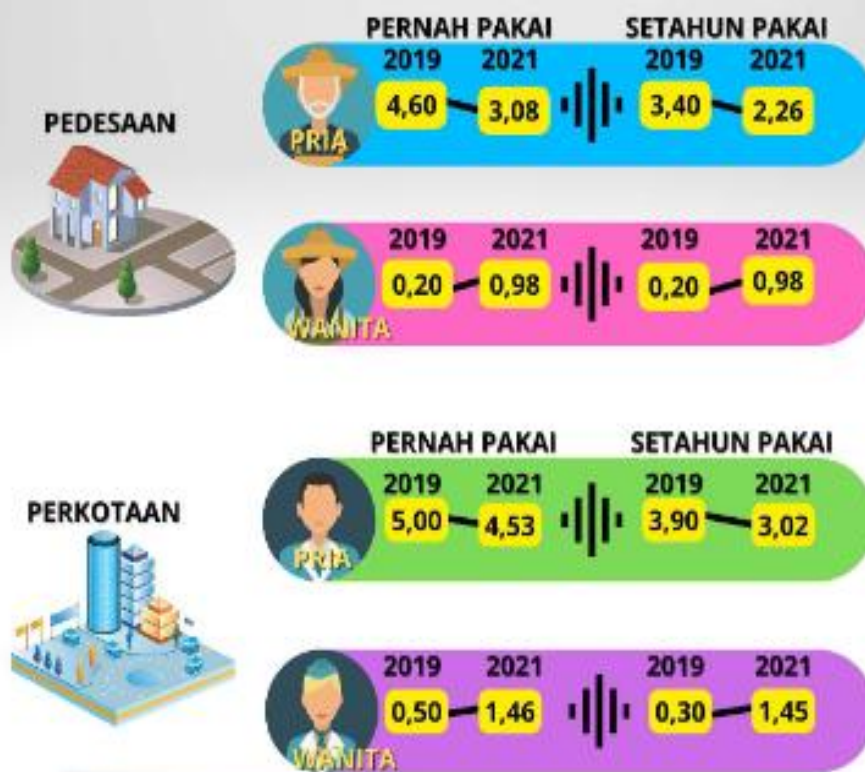 PERNAH PAKAI SETAHUN PAKAI
2019 2021 2019 2021
PEDESAAN
4,60 3,08 3,40 2,26
PRIA
2019 2021 2019 2021
0,20 0,98 0,20 0,98
WANITA
PERNAH PAKAI SETAHUN PAKAI
2019 2021 2019 2021
PERKOTAAN
5,00 4,53 3,90 3,02
PRIA
2019 2021 2019 2021
0,50 1,46 0,30 1,45
WANITA